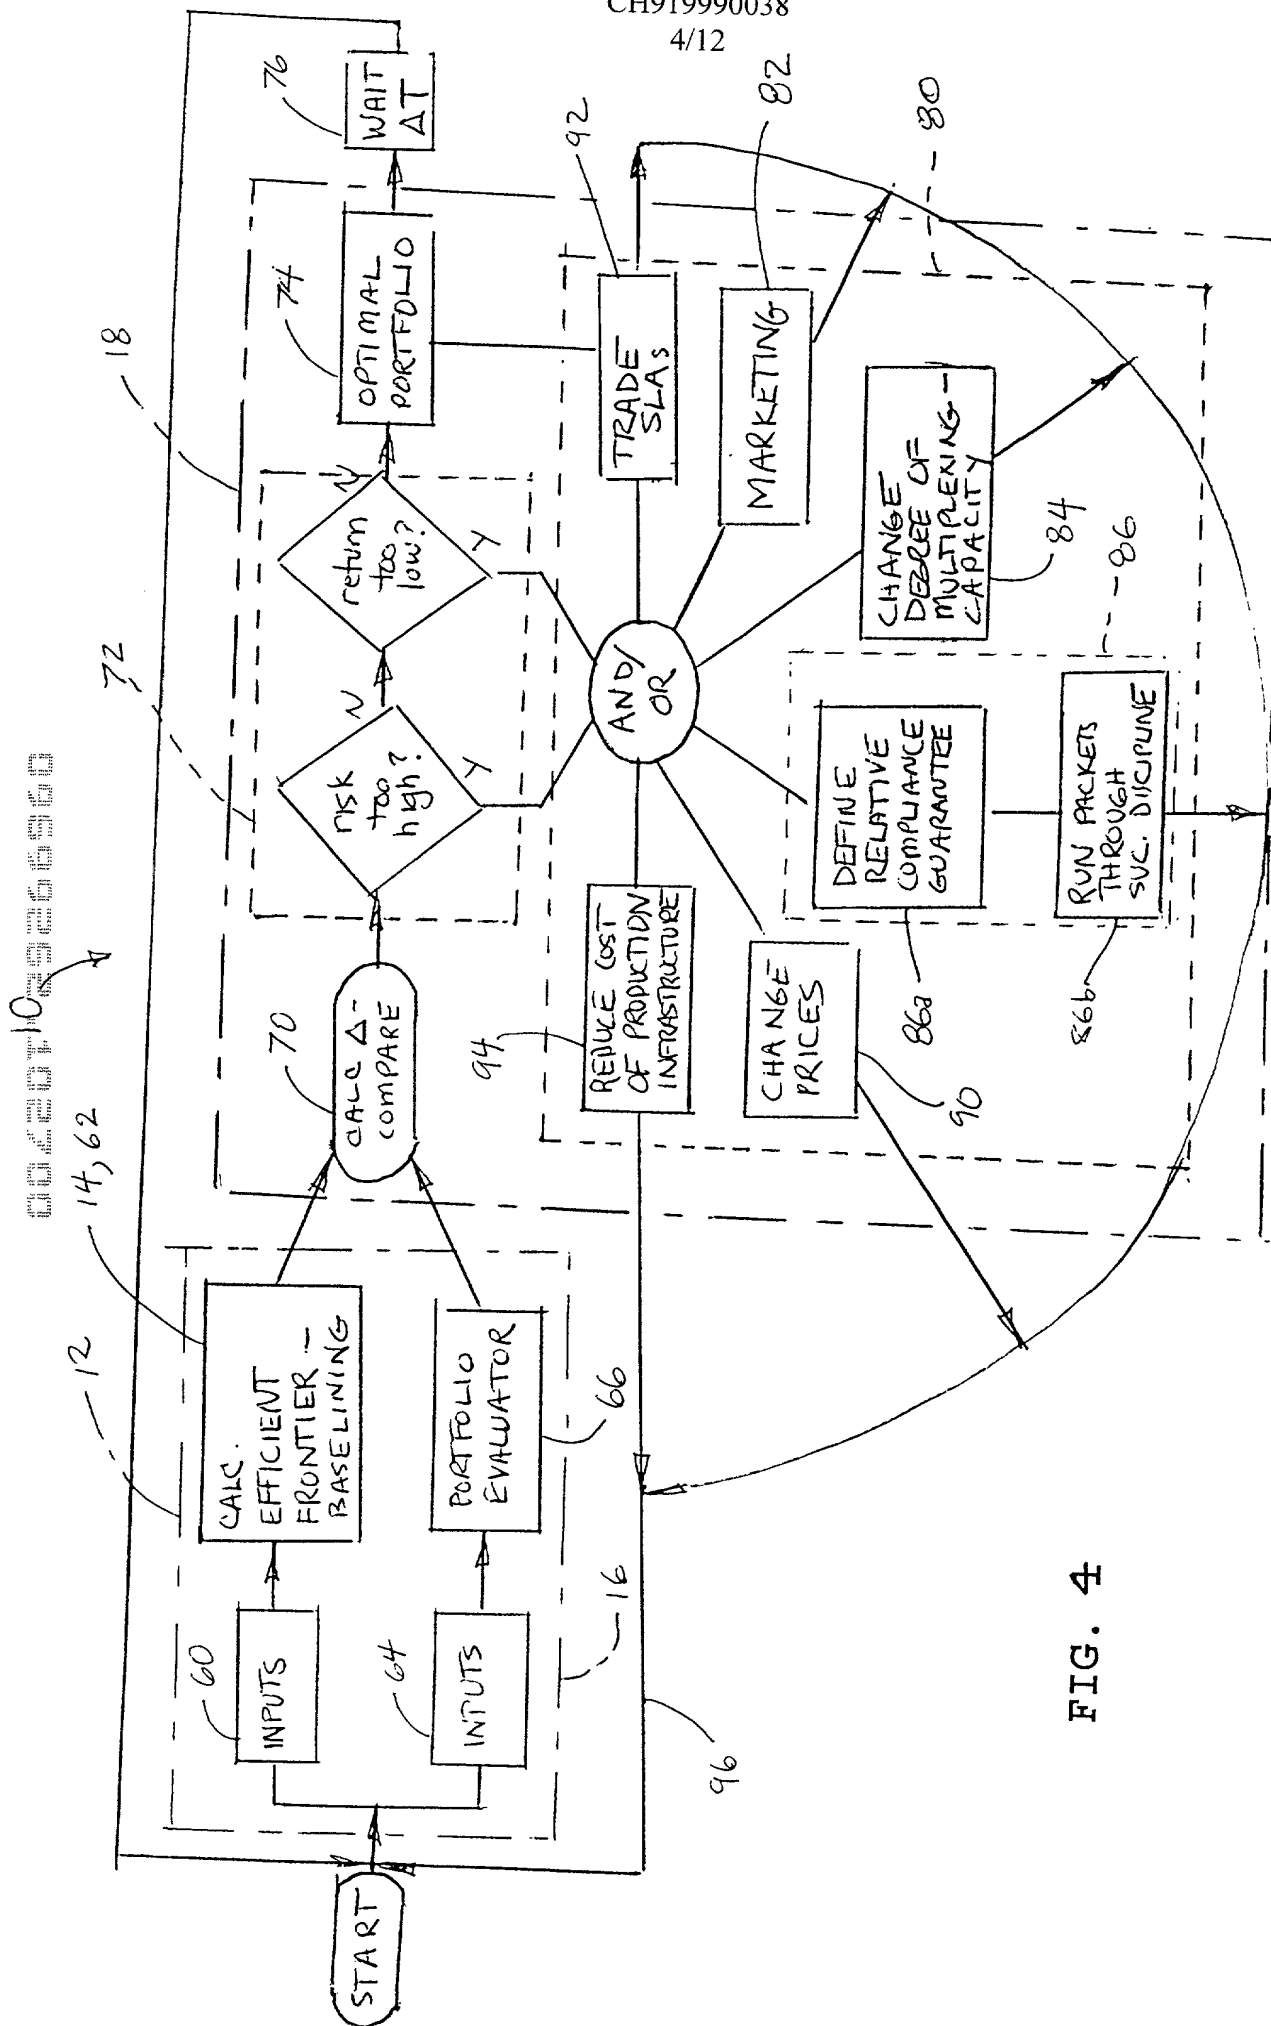 CH919990038
4/12
10
START
12
60
INPUTS
64
INPUTS
16
14, 62
CALC.
EFFICIENT
FRONTIER -
BASELINING
PORTFOLIO
EVALUATOR
66
96
70
CALC Δ -
COMPARE
72
risk
too
high?
N
Y
return
too
low?
N
Y
18
74
OPTIMAL
PORTFOLIO
76
WAIT
ΔT
AND/
OR
94
REDUCE COST
OF PRODUCTION
INFRASTRUCTURE
CHANGE
PRICES
90
DEFINE
RELATIVE
COMPLIANCE
GUARANTEE
86a
RUN PACKETS
THROUGH
SVC. DISCIPLINE
86b
86
CHANGE
DEGREE OF
MULTIPLEXING -
CAPACITY
84
MARKETING
82
TRADE
SLAs
92
80
FIG. 4